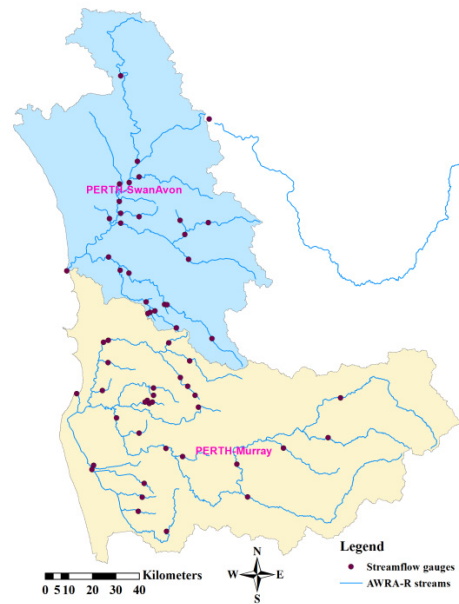 PERTH-SwanAvon
PERTH-Murray
Legend
Streamflow gauges
AWRA-R streams
Kilometers
0 5 10 20 30 40
N
W E
S